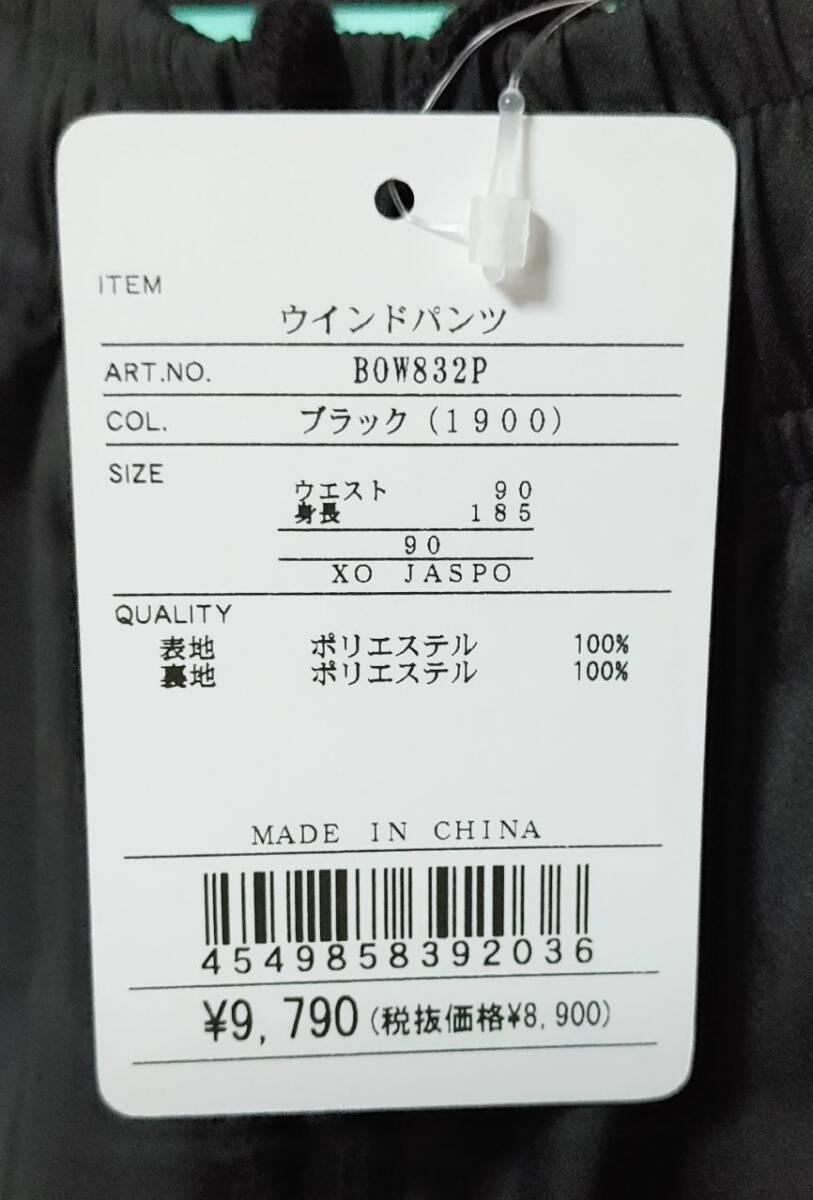 ITEM
ウインドパンツ
ART.NO. BOW832P
COL. ブラック(1900)
SIZE
ウエスト 90
身長 185
90
XO JASPO
QUALITY
表地 ポリエステル 100%
裏地 ポリエステル 100%
MADE IN CHINA
4549858392036
¥9,790(税抜価格¥8,900)